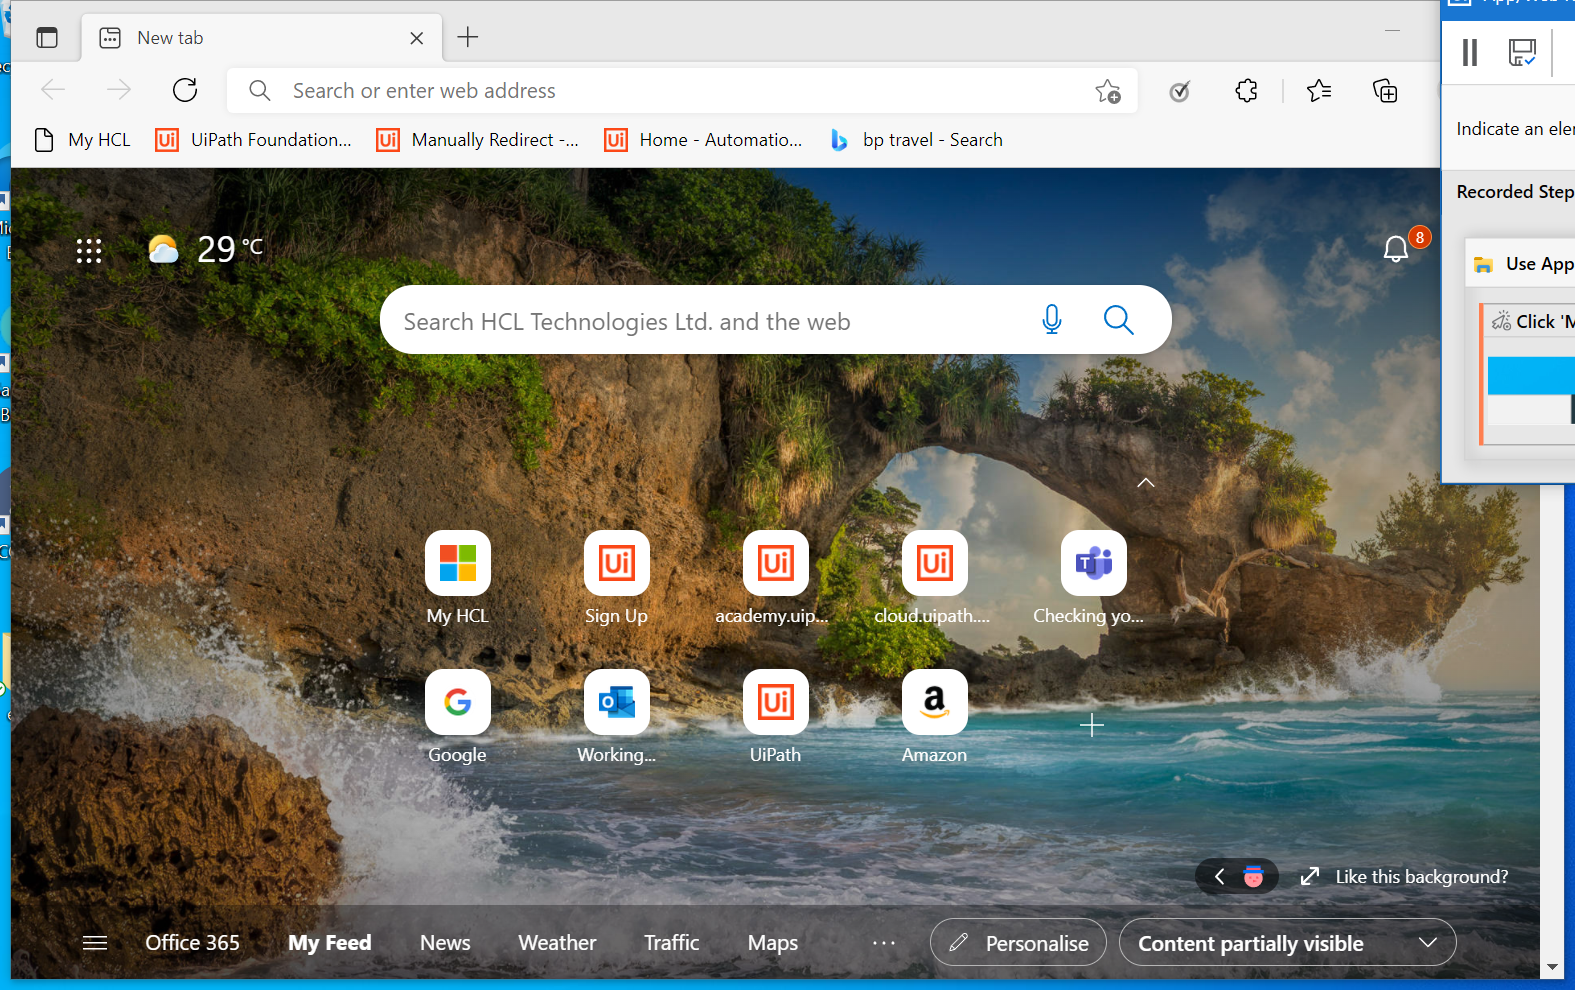 New tab
Search or enter web address
My HCL
UiPath Foundation...
Manually Redirect -...
Home - Automatio...
bp travel - Search
Indicate an
Recorded
Use App
Click
29 °C
8
Search HCL Technologies Ltd. and the web
My HCL
Sign Up
academy.uip...
cloud.uipath....
Checking yo...
Google
Working...
UiPath
Amazon
Like this background?
Office 365
My Feed
News
Weather
Traffic
Maps
...
Personalise
Content partially visible